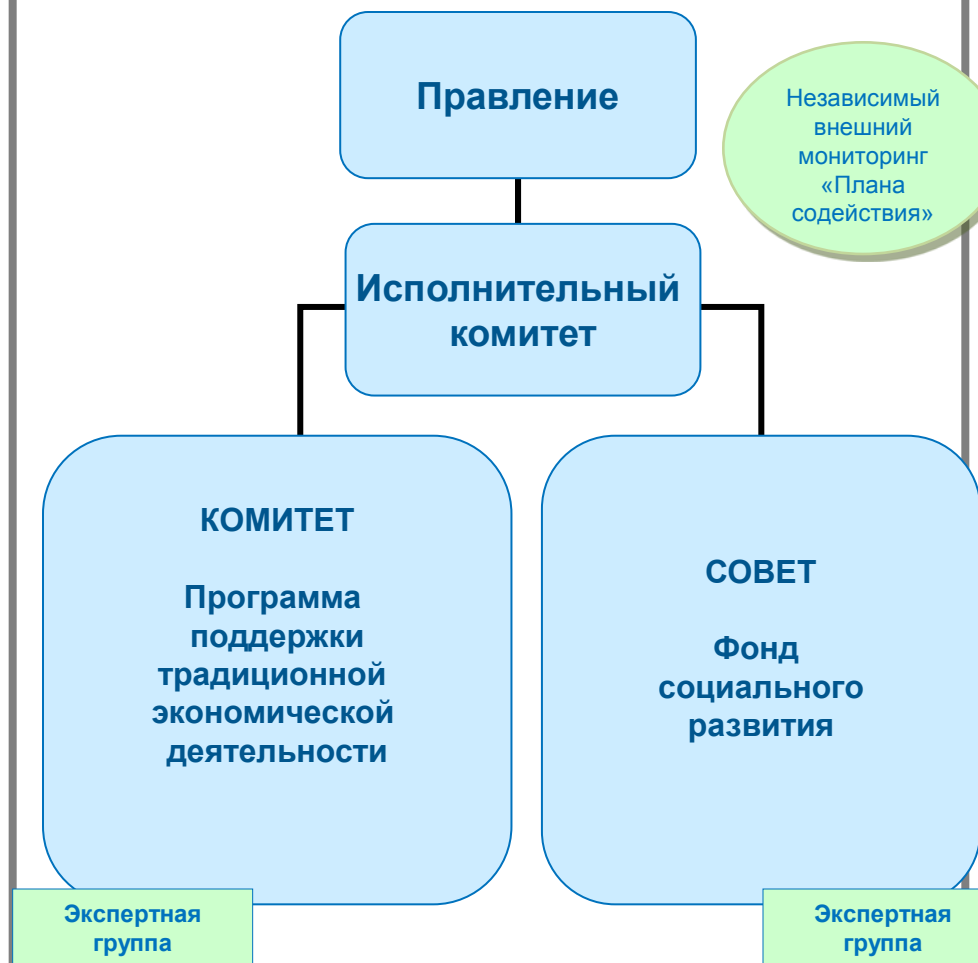 Правление
Независимый
внешний
мониторинг
«Плана
содействия»
Исполнительный
комитет
КОМИТЕТ
Программа
поддержки
традиционной
экономической
деятельности
СОВЕТ
Фонд
социального
развития
Экспертная
группа
Экспертная
группа